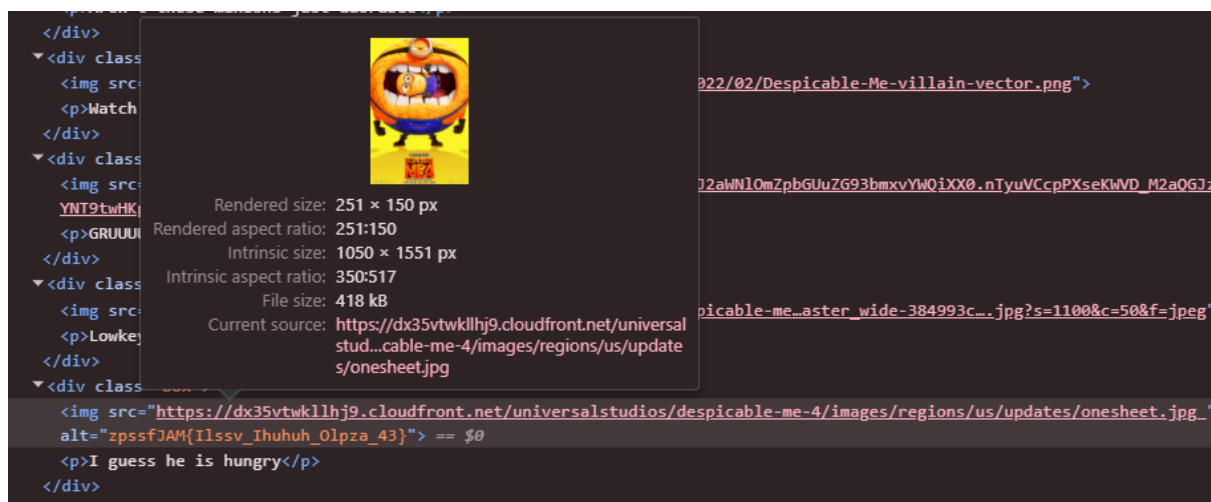 </div>
▼<div class
<img src=
022/02/Despicable-Me-villain-vector.png">
<p>Watch
</div>
▼<div class
<img src=
J2aWNlOmZpbGUuZG93bmxvYWQiXX0.nTyuVCcpPXseKWVD_M2aQGJz
YNT9twHKp
<p>GRUUUU
</div>
▼<div class
<img src=
picable-me…aster_wide-384993c….jpg?s=1100&c=50&f=jpeg"
<p>Lowkey
</div>
▼<div class="box">
<img src="https://dx35vtwkllhj9.cloudfront.net/universalstudios/despicable-me-4/images/regions/us/updates/onesheet.jpg "
alt="zpssfJAM{Ilssv_Ihuhuh_Olpza_43}"> == $0
<p>I guess he is hungry</p>
</div>
Rendered size: 251 × 150 px
Rendered aspect ratio: 251:150
Intrinsic size: 1050 × 1551 px
Intrinsic aspect ratio: 350:517
File size: 418 kB
Current source: https://dx35vtwkllhj9.cloudfront.net/universal
stud...cable-me-4/images/regions/us/update
s/onesheet.jpg